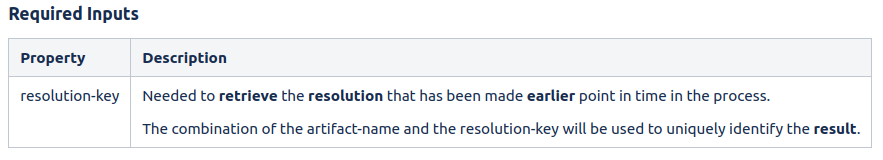 Required Inputs
Property Description
resolution-key Needed to retrieve the resolution that has been made earlier point in time in the process.
The combination of the artifact-name and the resolution-key will be used to uniquely identify the result.